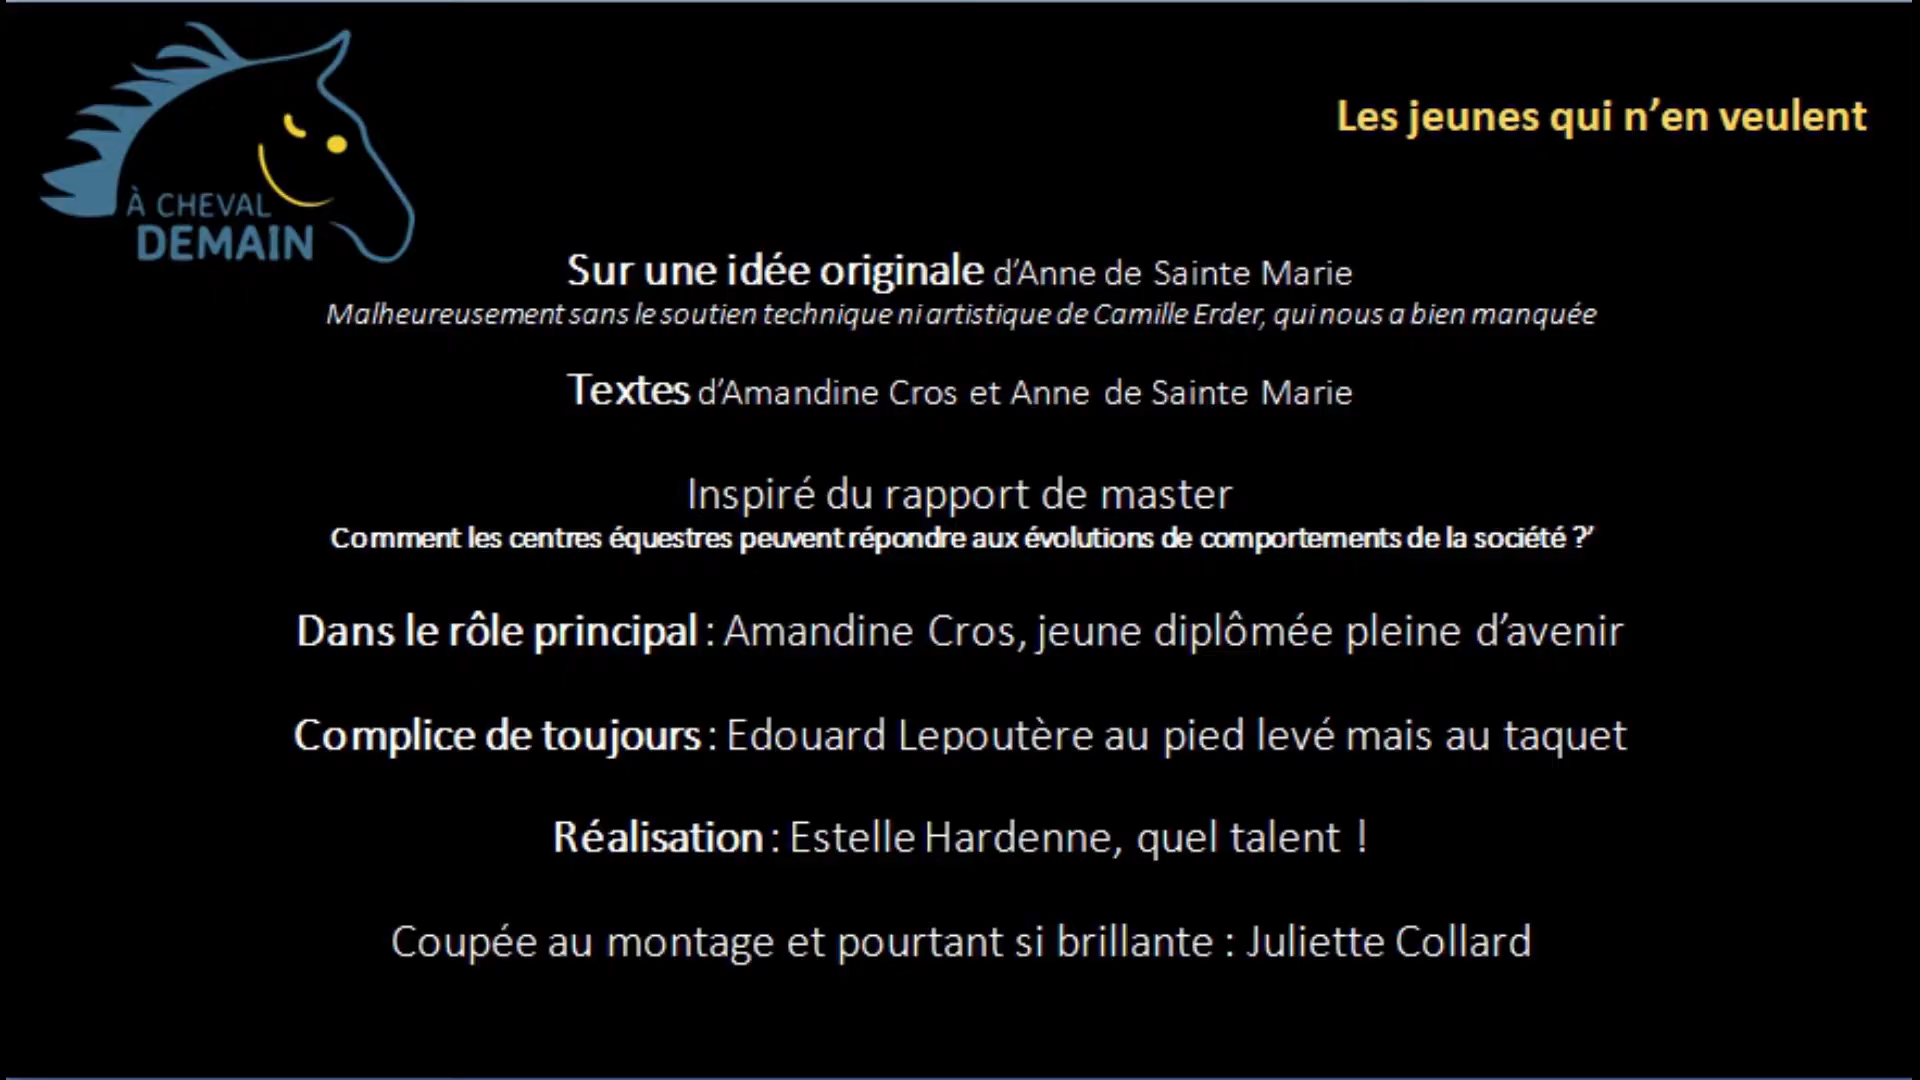 À CHEVAL
DEMAIN
Les jeunes qui n’en veulent
Sur une idée originale d’Anne de Sainte Marie
Malheureusement sans le soutien technique ni artistique de Camille Erder, qui nous a bien manquée
Textes d’Amandine Cros et Anne de Sainte Marie
Inspiré du rapport de master
Comment les centres équestres peuvent répondre aux évolutions de comportements de la société ?’
Dans le rôle principal : Amandine Cros, jeune diplômée pleine d’avenir
Complice de toujours : Edouard Lepoutère au pied levé mais au taquet
Réalisation : Estelle Hardenne, quel talent !
Coupée au montage et pourtant si brillante : Juliette Collard